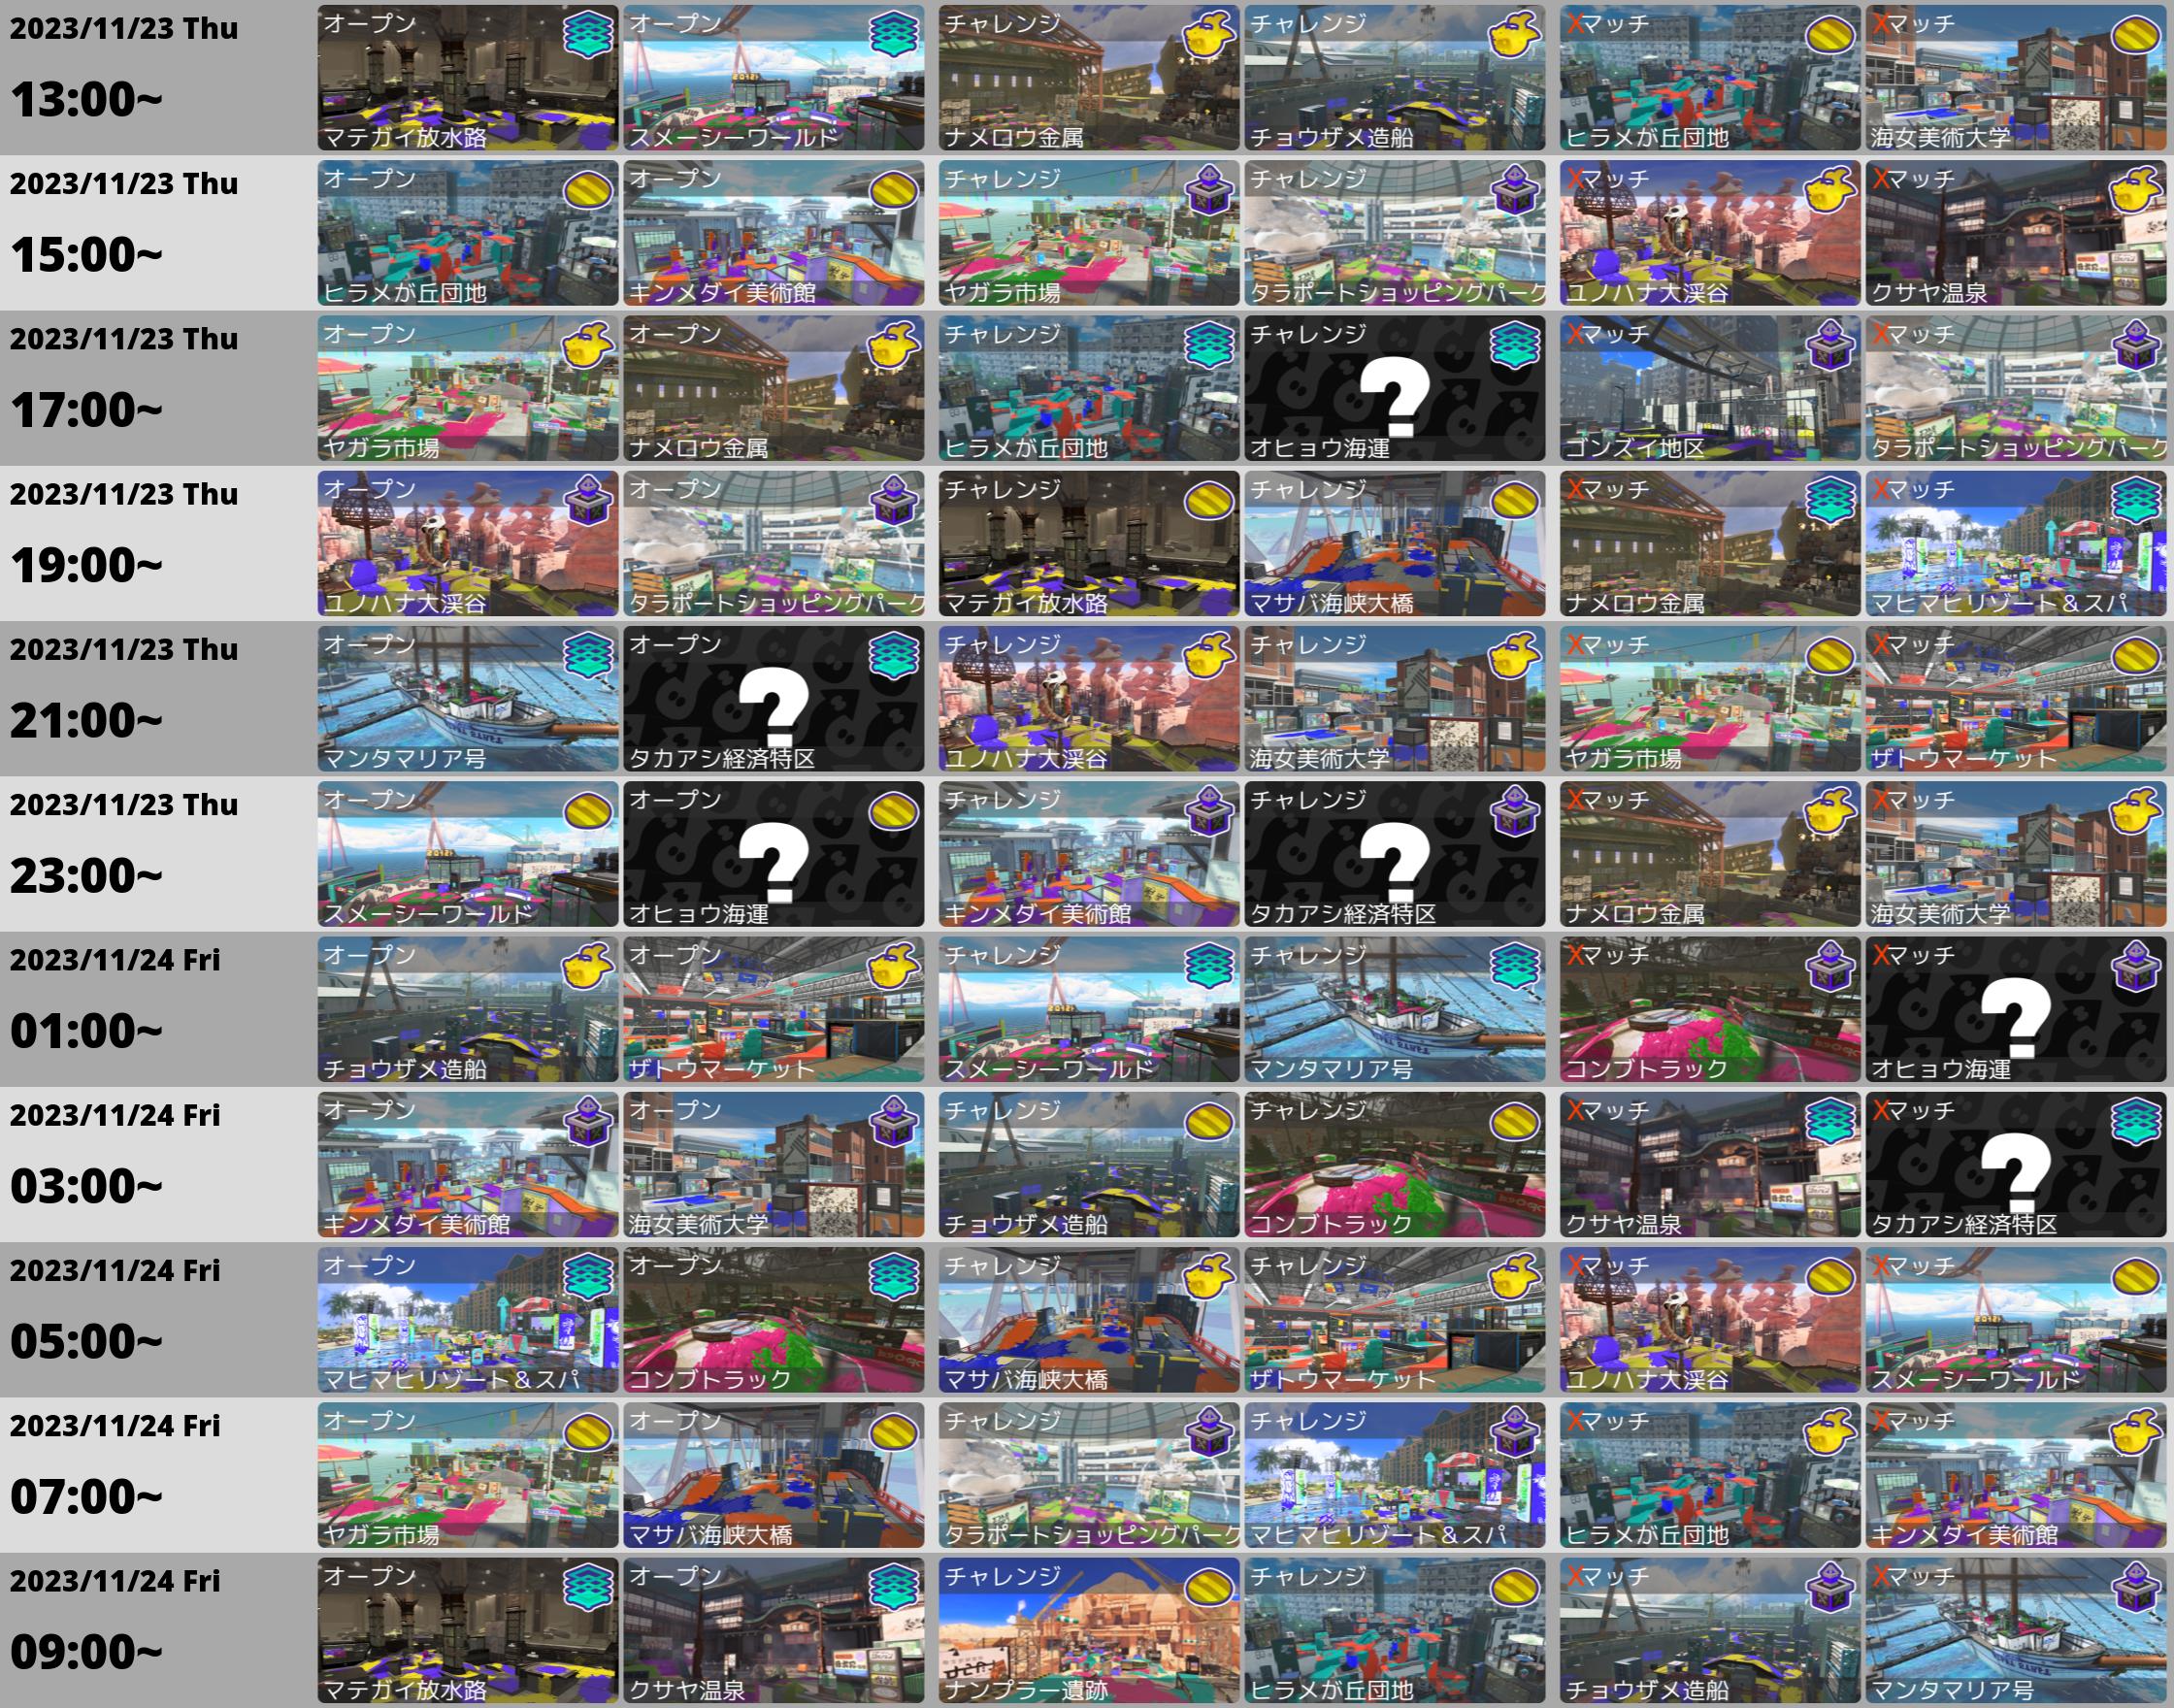 2023/11/23 Thu
13:00~
オープン
マテガイ放水路
オープン
スメーシーワールド
チャレンジ
ナメロウ金属
チャレンジ
チョウザメ造船
Xマッチ
ヒラメが丘団地
Xマッチ
海女美術大学
2023/11/23 Thu
15:00~
オープン
ヒラメが丘団地
オープン
キンメダイ美術館
チャレンジ
ヤガラ市場
チャレンジ
タラポートショッピングパーク
Xマッチ
ユノハナ大渓谷
Xマッチ
クサヤ温泉
2023/11/23 Thu
17:00~
オープン
ヤガラ市場
オープン
ナメロウ金属
チャレンジ
ヒラメが丘団地
チャレンジ
?
オヒョウ海運
Xマッチ
ゴンズイ地区
Xマッチ
タラポートショッピングパーク
2023/11/23 Thu
19:00~
オープン
ユノハナ大渓谷
オープン
タラポートショッピングパーク
チャレンジ
マテガイ放水路
チャレンジ
マサバ海峡大橋
Xマッチ
ナメロウ金属
Xマッチ
マヒマヒリゾート&スパ
2023/11/23 Thu
21:00~
オープン
マンタマリア号
オープン
?
タカアシ経済特区
チャレンジ
ユノハナ大渓谷
チャレンジ
海女美術大学
Xマッチ
ヤガラ市場
Xマッチ
ザトウマーケット
2023/11/23 Thu
23:00~
オープン
スメーシーワールド
オープン
?
オヒョウ海運
チャレンジ
キンメダイ美術館
チャレンジ
?
タカアシ経済特区
Xマッチ
ナメロウ金属
Xマッチ
海女美術大学
2023/11/24 Fri
01:00~
オープン
チョウザメ造船
オープン
ザトウマーケット
チャレンジ
スメーシーワールド
チャレンジ
マンタマリア号
Xマッチ
コンブトラック
Xマッチ
?
オヒョウ海運
2023/11/24 Fri
03:00~
オープン
キンメダイ美術館
オープン
海女美術大学
チャレンジ
チョウザメ造船
チャレンジ
コンブトラック
Xマッチ
クサヤ温泉
Xマッチ
?
タカアシ経済特区
2023/11/24 Fri
05:00~
オープン
マヒマヒリゾート&スパ
オープン
コンブトラック
チャレンジ
マサバ海峡大橋
チャレンジ
ザトウマーケット
Xマッチ
ユノハナ大渓谷
Xマッチ
スメーシーワールド
2023/11/24 Fri
07:00~
オープン
ヤガラ市場
オープン
マサバ海峡大橋
チャレンジ
タラポートショッピングパーク
チャレンジ
マヒマヒリゾート&スパ
Xマッチ
ヒラメが丘団地
Xマッチ
キンメダイ美術館
2023/11/24 Fri
09:00~
オープン
マテガイ放水路
オープン
クサヤ温泉
チャレンジ
ナンプラー遺跡
チャレンジ
ヒラメが丘団地
Xマッチ
チョウザメ造船
Xマッチ
マンタマリア号